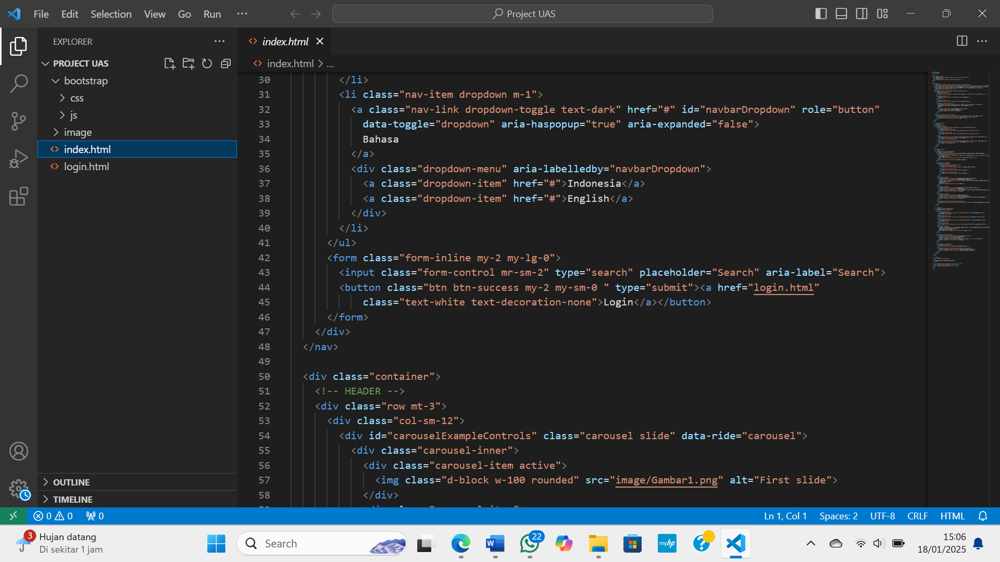 File Edit Selection View Go Run ···
Project UAS
EXPLORER
PROJECT UAS
bootstrap
css
js
image
index.html
login.html
OUTLINE
TIMELINE
index.html
index.html > ...
30 </li>
31 <li class="nav-item dropdown m-1">
32 <a class="nav-link dropdown-toggle text-dark" href="#" id="navbarDropdown" role="button"
33 data-toggle="dropdown" aria-haspopup="true" aria-expanded="false">
34 Bahasa
35 </a>
36 <div class="dropdown-menu" aria-labelledby="navbarDropdown">
37 <a class="dropdown-item" href="#">Indonesia</a>
38 <a class="dropdown-item" href="#">English</a>
39 </div>
40 </li>
41 </ul>
42 <form class="form-inline my-2 my-lg-0">
43 <input class="form-control mr-sm-2" type="search" placeholder="Search" aria-label="Search">
44 <button class="btn btn-success my-2 my-sm-0 " type="submit"><a href="login.html"
45 class="text-white text-decoration-none">Login</a></button>
46 </form>
47 </div>
48 </nav>
49
50 <div class="container">
51 <!-- HEADER -->
52 <div class="row mt-3">
53 <div class="col-sm-12">
54 <div id="carouselExampleControls" class="carousel slide" data-ride="carousel">
55 <div class="carousel-inner">
56 <div class="carousel-item active">
57 <img class="d-block w-100 rounded" src="image/Gambar1.png" alt="First slide">
58 </div>
0 0 0
Ln 1, Col 1 Spaces: 2 UTF-8 CRLF HTML
3 Hujan datang
Di sekitar 1 jam
Search
W
22
myhp
?
15:06
18/01/2025